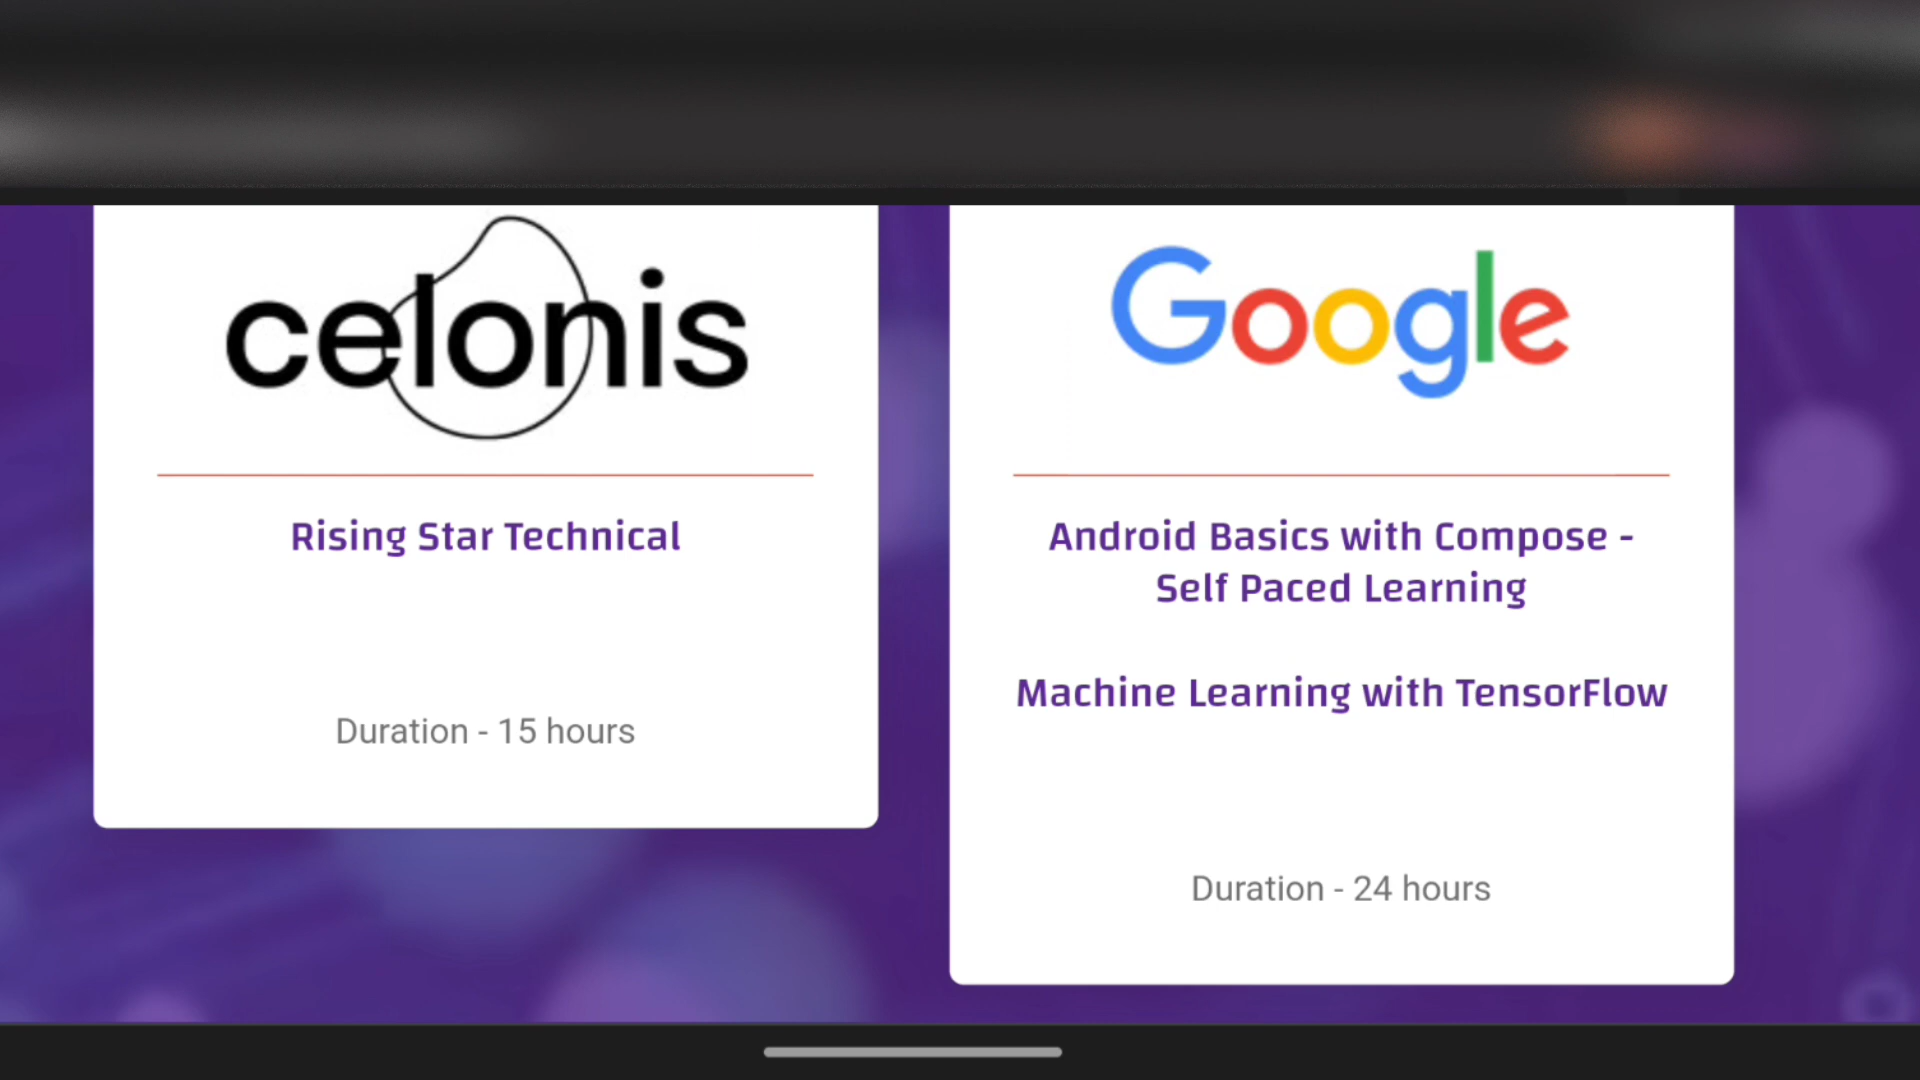 celonis
Rising Star Technical
Duration - 15 hours
Google
Android Basics with Compose -
Self Paced Learning
Machine Learning with TensorFlow
Duration - 24 hours